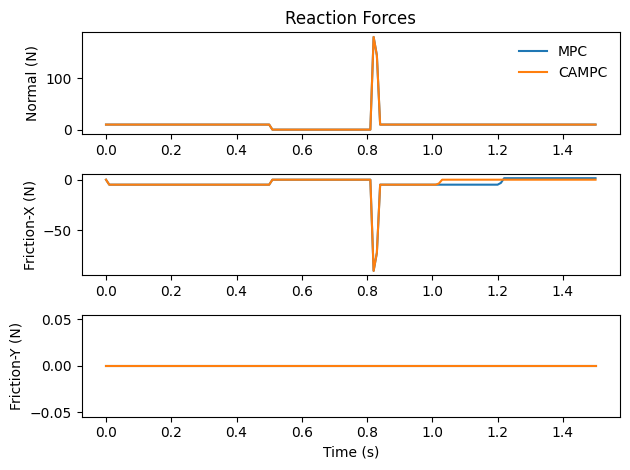 Reaction Forces
Normal (N)
100
0
MPC
CAMPC
0.0 0.2 0.4 0.6 0.8 1.0 1.2 1.4
Friction-X (N)
0
−50
0.0 0.2 0.4 0.6 0.8 1.0 1.2 1.4
Friction-Y (N)
0.05
0.00
−0.05
0.0 0.2 0.4 0.6 0.8 1.0 1.2 1.4
Time (s)